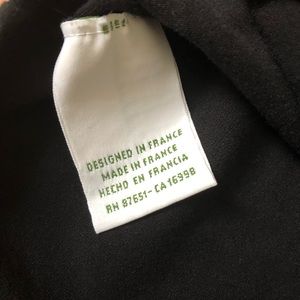 DESIGNED IN FRANCE
MADE IN FRANCE
HECHO EN FRANCIA
RN 87651-CA 16998